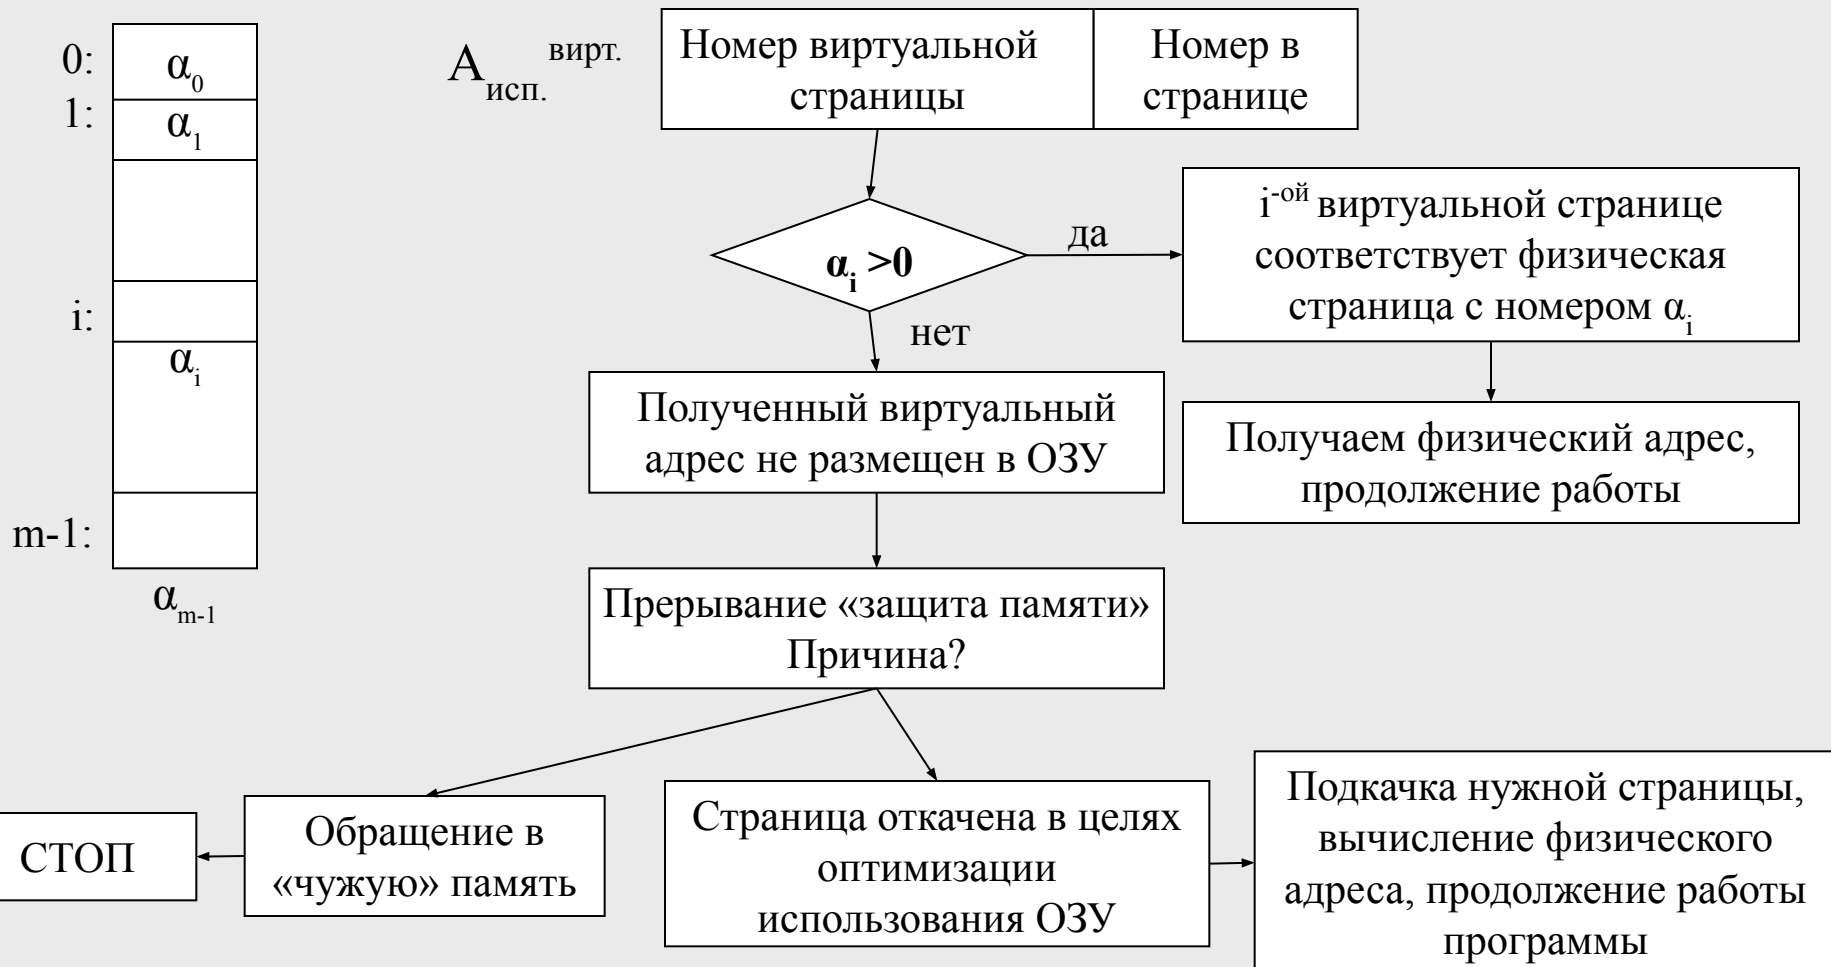 0:
α₀
1:
α₁
i:
αᵢ
m-1:
αₘ₋₁
Aисп. вирт.
Номер виртуальной
страницы
Номер в
странице
αᵢ >0
да
i-ой виртуальной странице
соответствует физическая
страница с номером αᵢ
Получаем физический адрес,
продолжение работы
нет
Полученный виртуальный
адрес не размещен в ОЗУ
Прерывание «защита памяти»
Причина?
Обращение в
«чужую» память
СТОП
Страница откачена в целях
оптимизации
использования ОЗУ
Подкачка нужной страницы,
вычисление физического
адреса, продолжение работы
программы